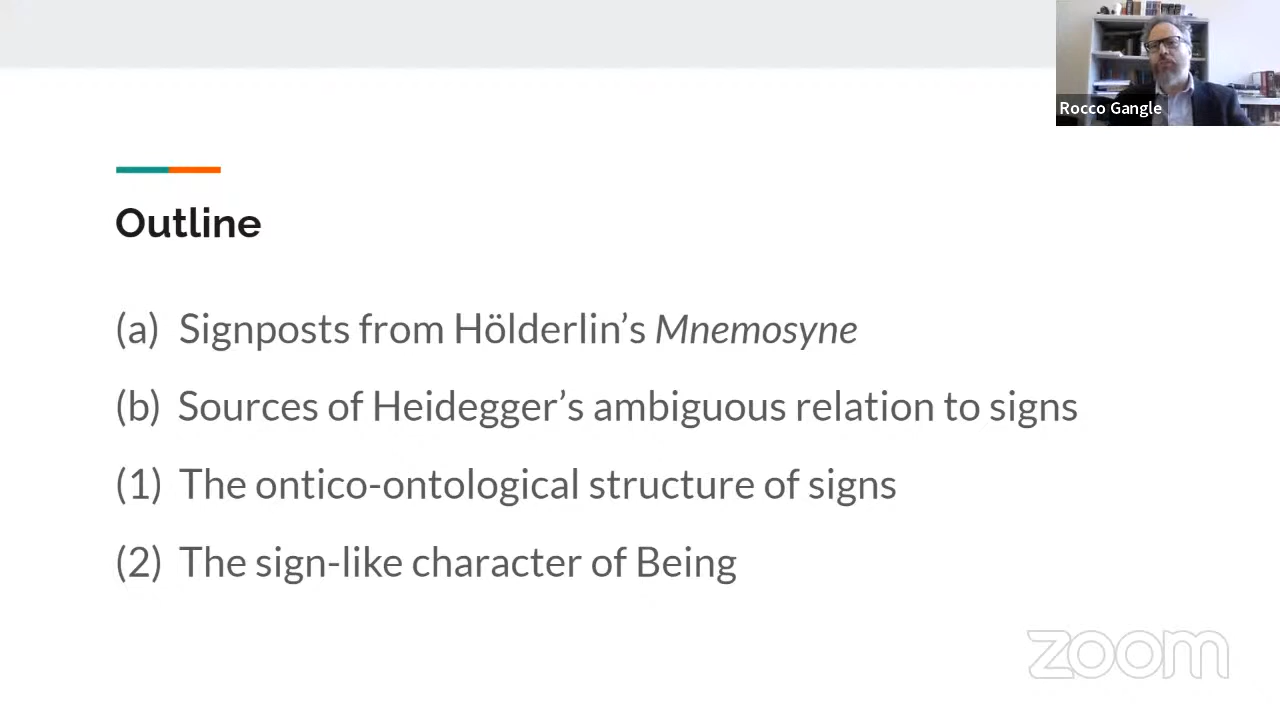 Rocco Gangle
Outline
(a) Signposts from Hölderlin’s Mnemosyne
(b) Sources of Heidegger’s ambiguous relation to signs
(1) The ontico-ontological structure of signs
(2) The sign-like character of Being
zoom